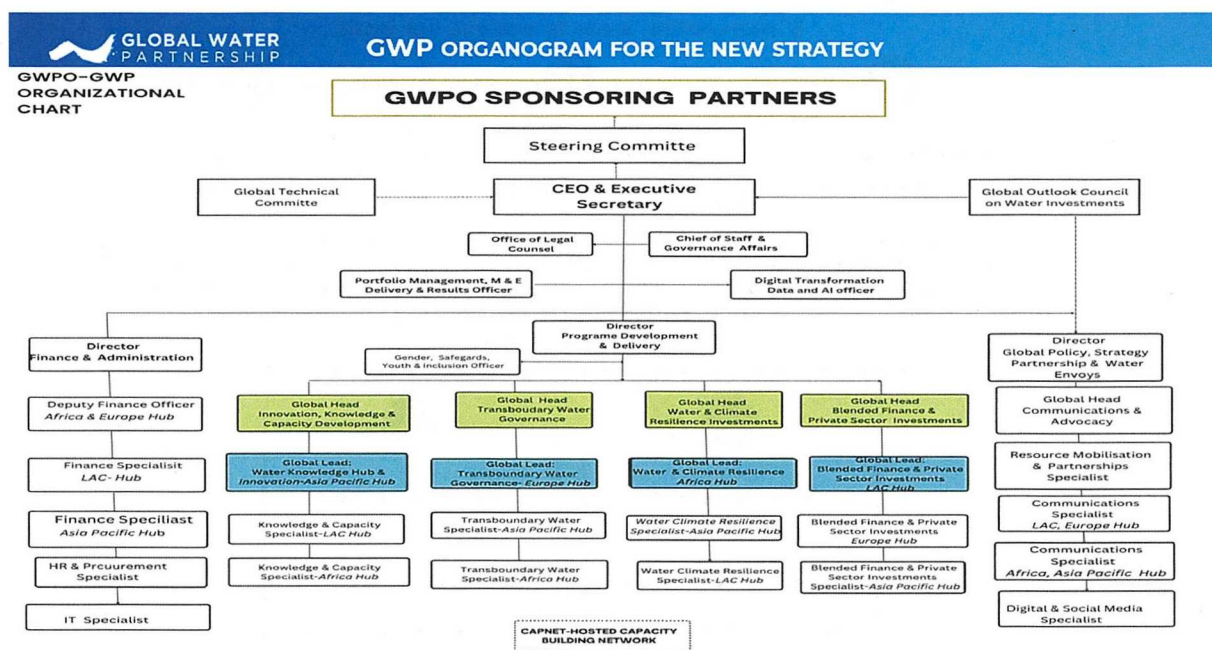 GLOBAL WATER
PARTNERSHIP
GWP ORGANOGRAM FOR THE NEW STRATEGY
GWPO-GWP
ORGANIZATIONAL
CHART
GWPO SPONSORING PARTNERS
Steering Committe
Global Technical
Committee
CEO & Executive
Secretary
Global Outlook Council
on Water Investments
Office of Legal
Counsel
Chief of Staff &
Governance Affairs
Portfolio Management, M & E
Delivery & Results Officer
Digital Transformation
Data and AI officer
Director
Finance & Administration
Director
Programe Development
& Delivery
Director
Global Policy, Strategy
Partnership & Water
Envoys
Gender, Safegards,
Youth & Inclusion Officer
Deputy Finance Officer
Africa & Europe Hub
Finance Specialisit
LAC- Hub
Finance Speciliast
Asia Pacific Hub
HR & Prcuurement
Specialist
IT Specialist
Global Head
Innovation, Knowledge &
Capacity Development
Global Lead:
Water Knowledge Hub &
Innovation-Asia Pacific Hub
Knowledge & Capacity
Specialist-LAC Hub
Knowledge & Capacity
Specialist-Africa Hub
Global Head
Transboudary Water
Governance
Global Lead:
Transboundary Water
Governance- Europe Hub
Transboundary Water
Specialist-Asia Pacific Hub
Transboundary Water
Specialist-Africa Hub
Global Head
Water & Climate
Resilience Investments
Global Lead:
Water & Climate Resilience
Africa Hub
Water Climate Resilience
Specialist-Asia Pacific Hub
Water Climate Resilience
Specialist-LAC Hub
Global Head
Blended Finance &
Private Sector Investments
Global Lead:
Blended Finance & Private
Sector Investments
LAC Hub
Blended Finance & Private
Sector Investments
Europe Hub
Blended Finance & Private
Sector Investments
Specialist-Asia Pacific Hub
Global Head
Communications &
Advocacy
Resource Mobilisation
& Partnerships
Specialist
Communications
Specialist
LAC, Europe Hub
Communications
Specialist
Africa, Asia Pacific Hub
Digital & Social Media
Specialist
CAPNET-HOSTED CAPACITY
BUILDING NETWORK